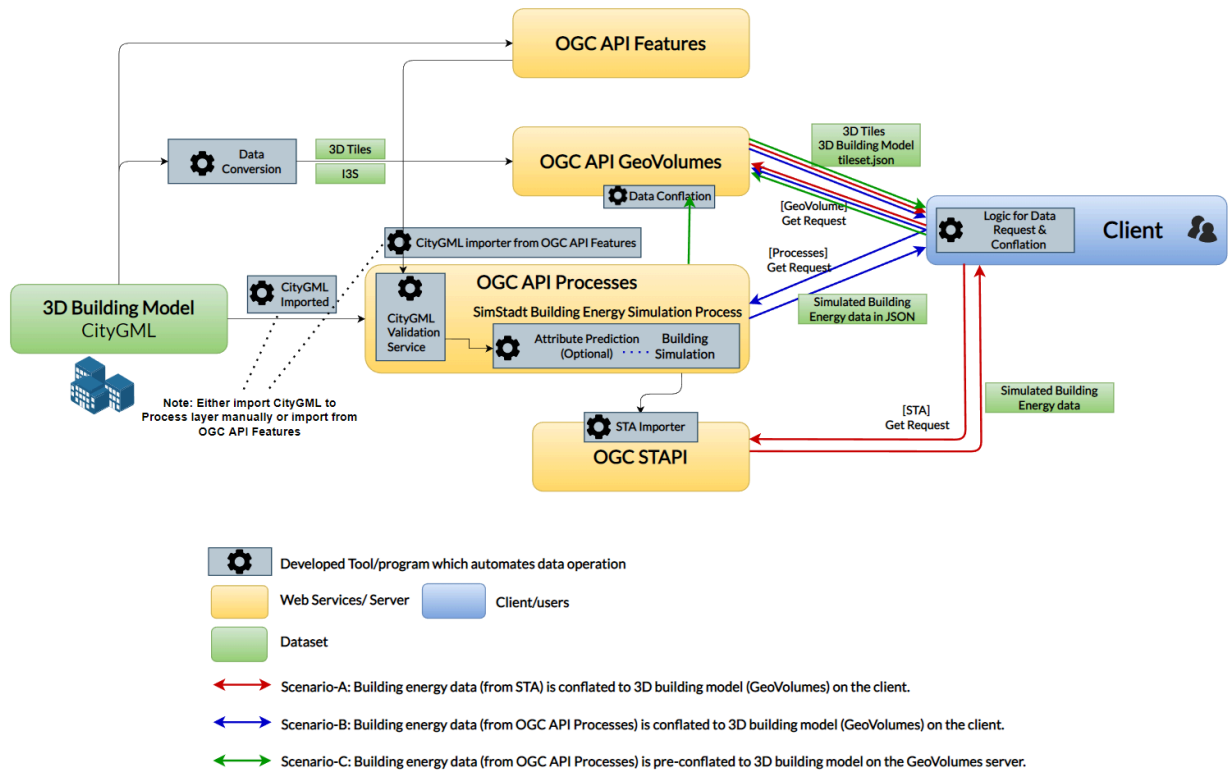 OGC API Features
Data
Conversion
3D Tiles
I3S
OGC API GeoVolumes
Data Conflation
3D Tiles
3D Building Model
tileset.json
[GeoVolume]
Get Request
Logic for Data
Request &
Conflation
Client
[Processes]
Get Request
CityGML importer from OGC API Features
3D Building Model
CityGML
CityGML
Imported
OGC API Processes
SimStadt Building Energy Simulation Process
CityGML
Validation
Service
Attribute Prediction
(Optional)
Building
Simulation
Simulated Building
Energy data in JSON
Note: Either import CityGML to
Process layer manually or import from
OGC API Features
Simulated Building
Energy data
[STA]
Get Request
STA Importer
OGC STAPI
Developed Tool/program which automates data operation
Web Services/ Server
Client/users
Dataset
Scenario-A: Building energy data (from STA) is conflated to 3D building model (GeoVolumes) on the client.
Scenario-B: Building energy data (from OGC API Processes) is conflated to 3D building model (GeoVolumes) on the client.
Scenario-C: Building energy data (from OGC API Processes) is pre-conflated to 3D building model on the GeoVolumes server.